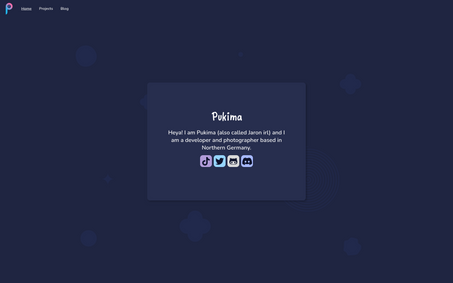 Home Projects Blog
Pukima
Heya! I am Pukima (also called Jaron irl) and I
am a developer and photographer based in
Northern Germany.